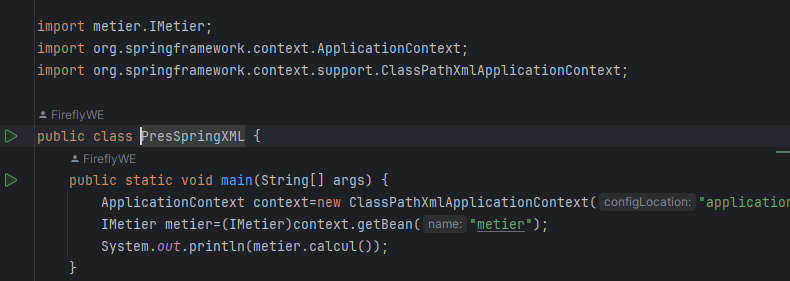 import metier.IMetier;
import org.springframework.context.ApplicationContext;
import org.springframework.context.support.ClassPathXmlApplicationContext;
FireflyWE
public class PresSpringXML {
FireflyWE
public static void main(String[] args) {
ApplicationContext context=new ClassPathXmlApplicationContext( configLocation: "application
IMetier metier=(IMetier)context.getBean( name: "metier");
System.out.println(metier.calcul());
}